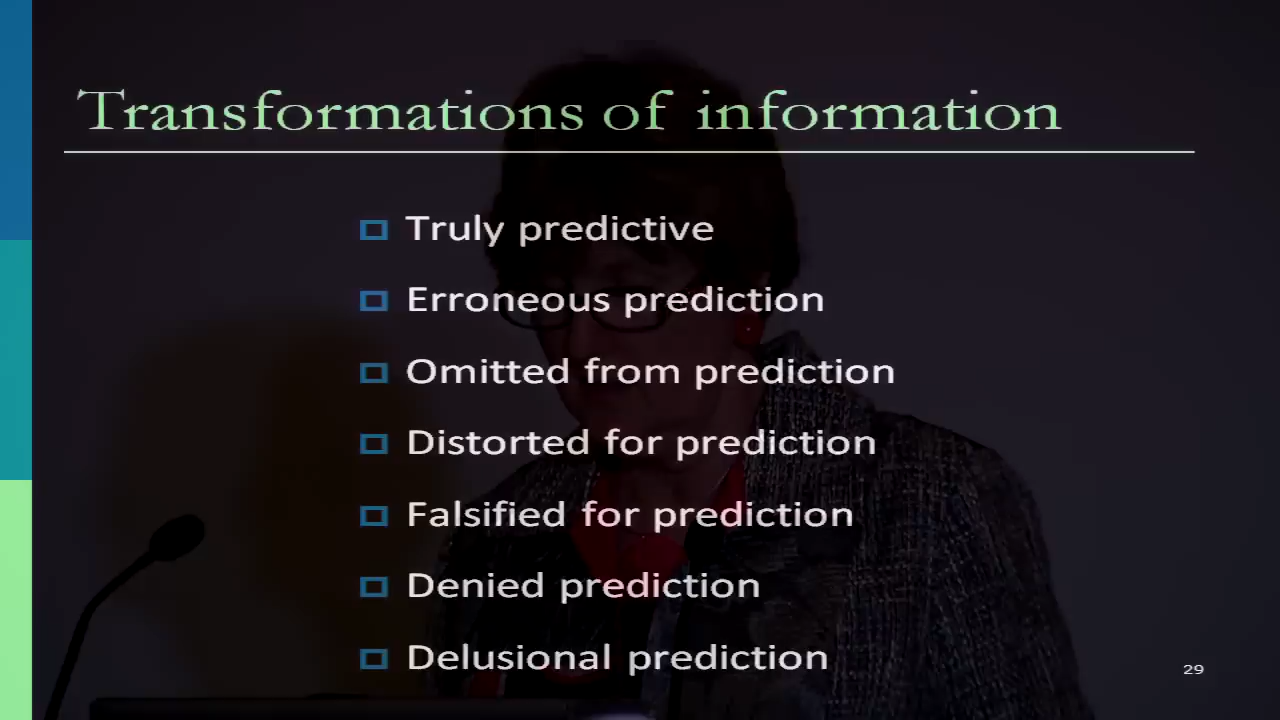 Transformations of information
Truly predictive
Erroneous prediction
Omitted from prediction
Distorted for prediction
Falsified for prediction
Denied prediction
Delusional prediction
29